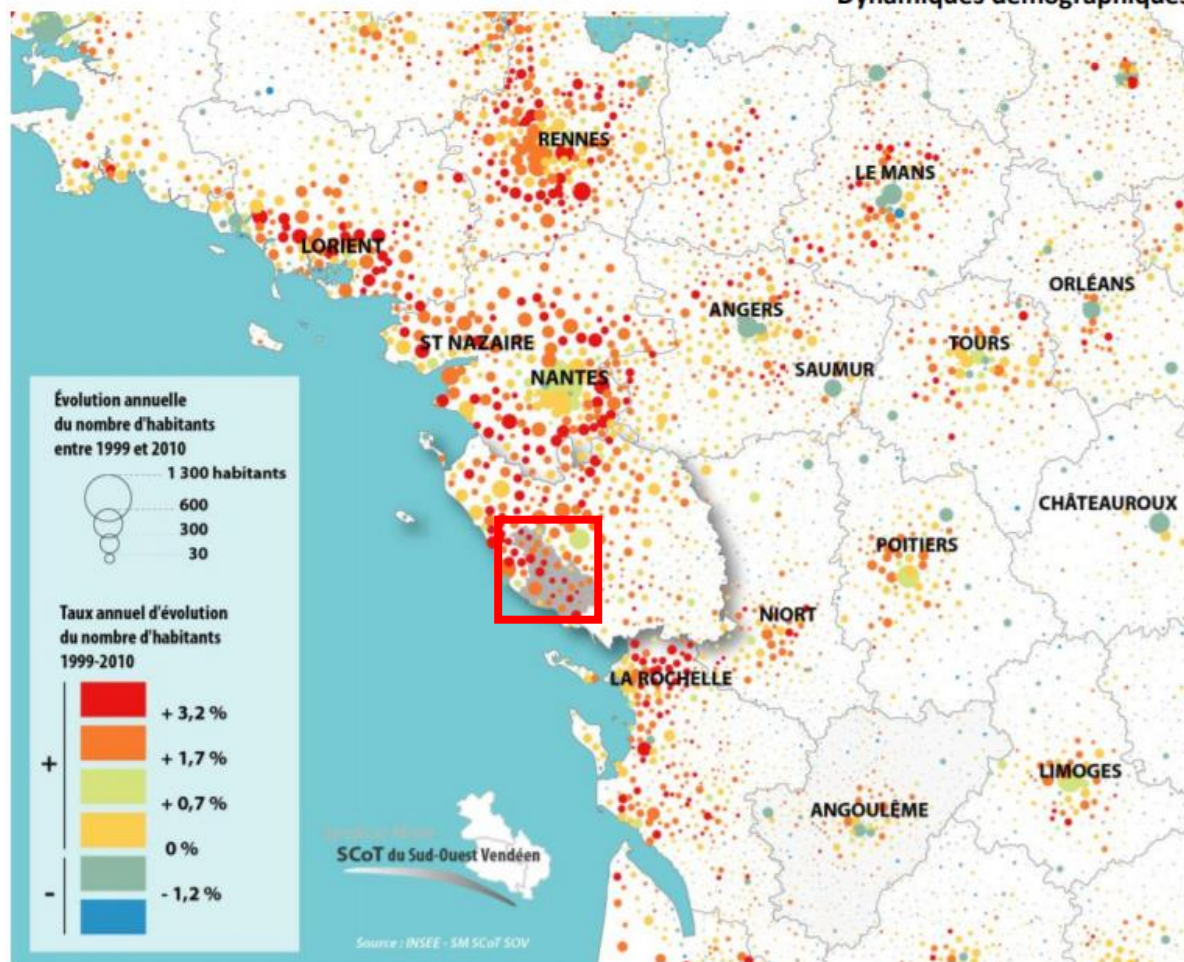 Dynamiques démographiques
RENNES
LE MANS
LORIENT
ORLÉANS
ANGERS
ST NAZAIRE
TOURS
SAUMUR
NANTES
Évolution annuelle
du nombre d'habitants
entre 1999 et 2010
1 300 habitants
600
300
30
CHÂTEAUROUX
POITIERS
NIORT
Taux annuel d'évolution
du nombre d'habitants
1999-2010
LA ROCHELLE
+ 3,2 %
+ 1,7 %
+
+ 0,7 %
LIMOGES
ANGOULÊME
0 %
SCoT du Sud-Ouest Vendéen
-
- 1,2 %
Source : INSEE - SM SCoT SOV